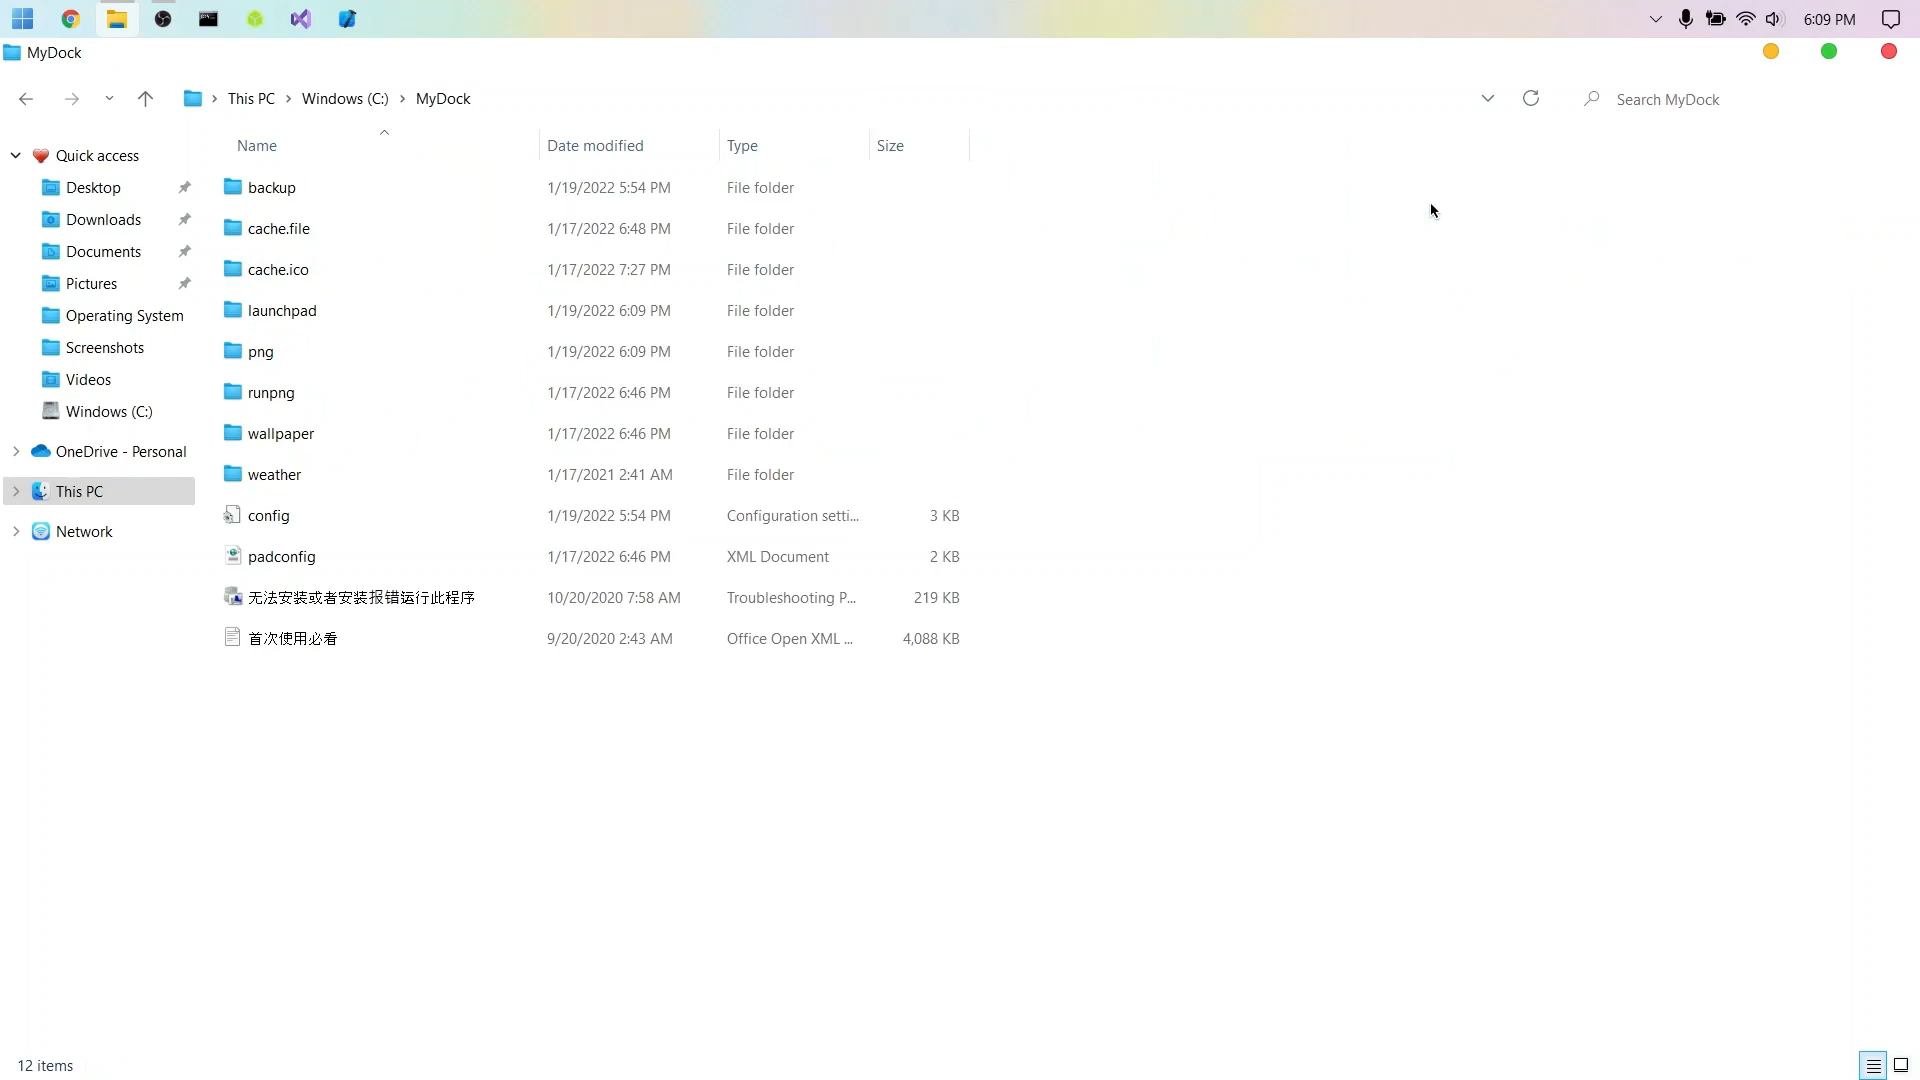 6:09 PM
MyDock
This PC > Windows (C:) > MyDock
Search MyDock
Name Date modified Type Size
Quick access
Desktop
Downloads
Documents
Pictures
Operating System
Screenshots
Videos
Windows (C:)
OneDrive - Personal
This PC
Network
backup 1/19/2022 5:54 PM File folder
cache.file 1/17/2022 6:48 PM File folder
cache.ico 1/17/2022 7:27 PM File folder
launchpad 1/19/2022 6:09 PM File folder
png 1/19/2022 6:09 PM File folder
runpng 1/17/2022 6:46 PM File folder
wallpaper 1/17/2022 6:46 PM File folder
weather 1/17/2021 2:41 AM File folder
config 1/19/2022 5:54 PM Configuration setti... 3 KB
padconfig 1/17/2022 6:46 PM XML Document 2 KB
无法安装或者安装报错运行此程序 10/20/2020 7:58 AM Troubleshooting P... 219 KB
首次使用必看 9/20/2020 2:43 AM Office Open XML ... 4,088 KB
12 items